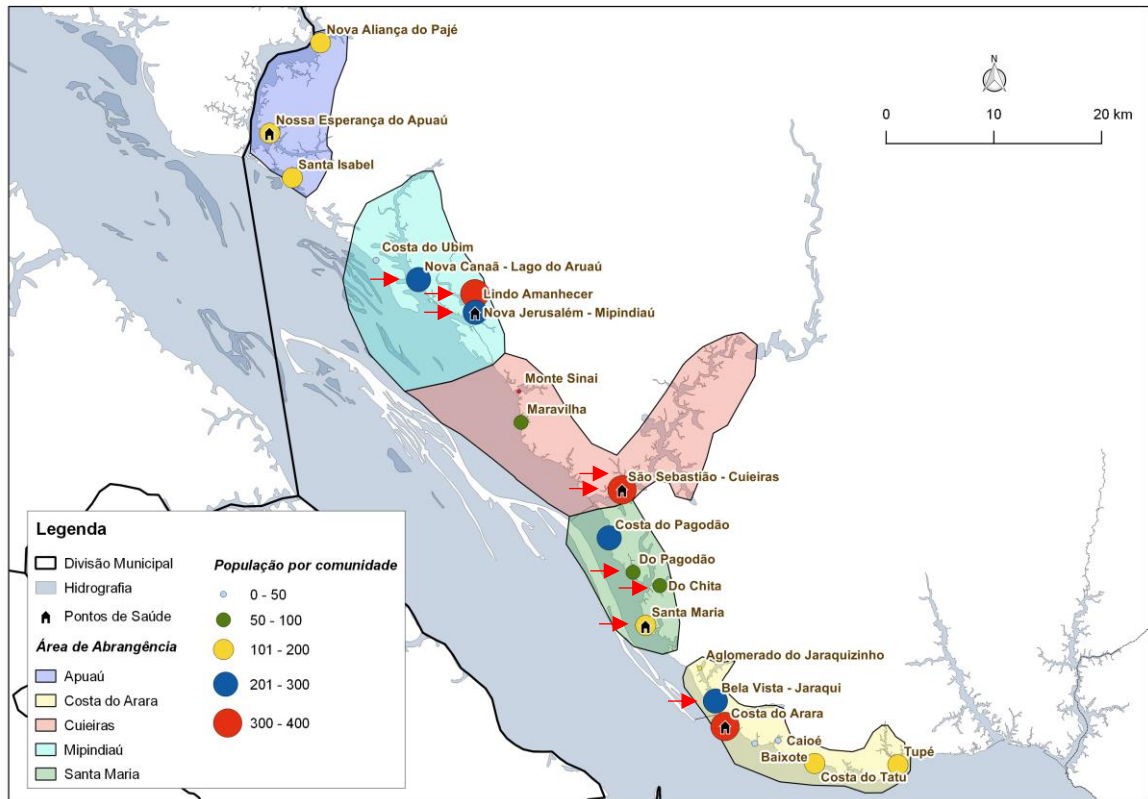 Nova Aliança do Pajé
Nossa Esperança do Apuaú
Santa Isabel
0 10 20 km
Costa do Ubim
Nova Canaã - Lago do Aruaú
Lindo Amanhecer
Nova Jerusalém - Mipindiaú
Monte Sinai
Maravilha
São Sebastião - Cuieiras
Costa do Pagodão
Do Pagodão
Do Chita
Santa Maria
Aglomerado do Jaraquizinho
Bela Vista - Jaraqui
Costa do Arara
Caioé
Baixote
Tupé
Costa do Tatu
Legenda
Divisão Municipal
Hidrografia
Pontos de Saúde
Área de Abrangência
Apuaú
Costa do Arara
Cuieiras
Mipindiaú
Santa Maria
População por comunidade
0 - 50
50 - 100
101 - 200
201 - 300
300 - 400